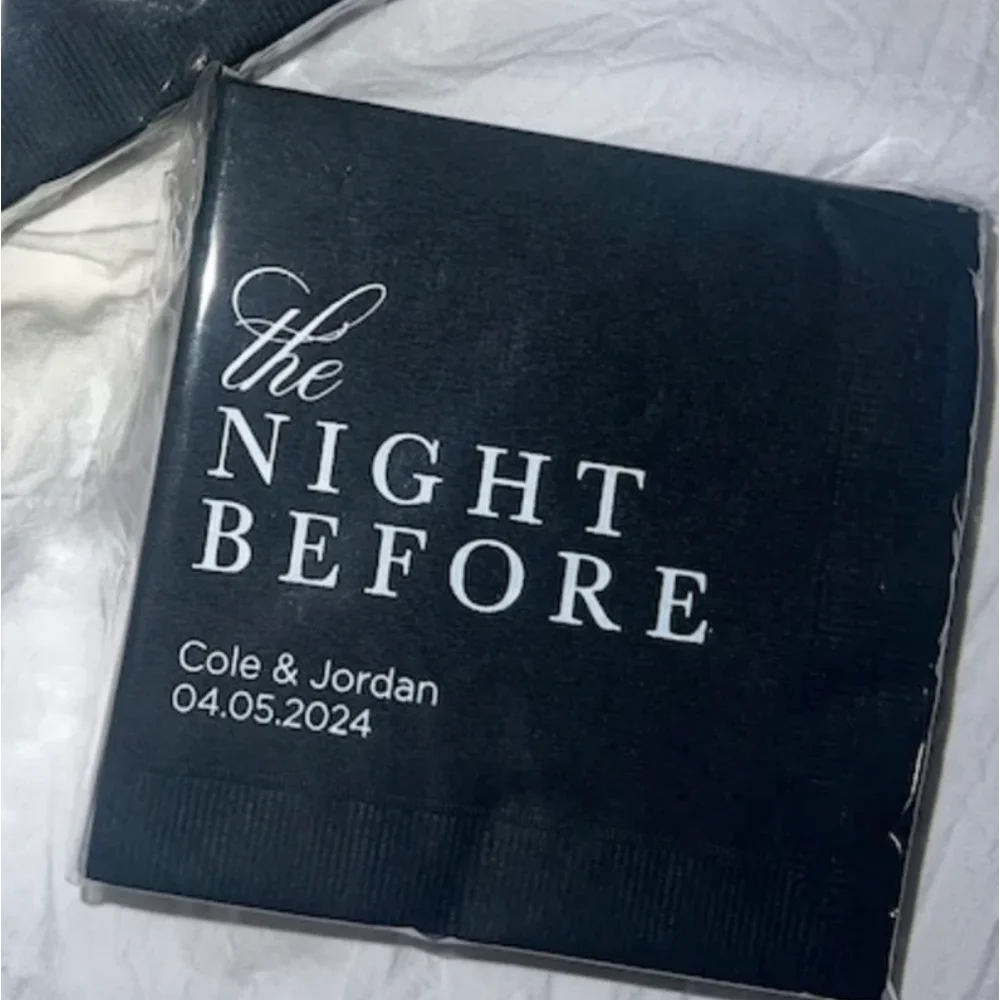 the
NIGHT
BEFORE
Cole & Jordan
04.05.2024